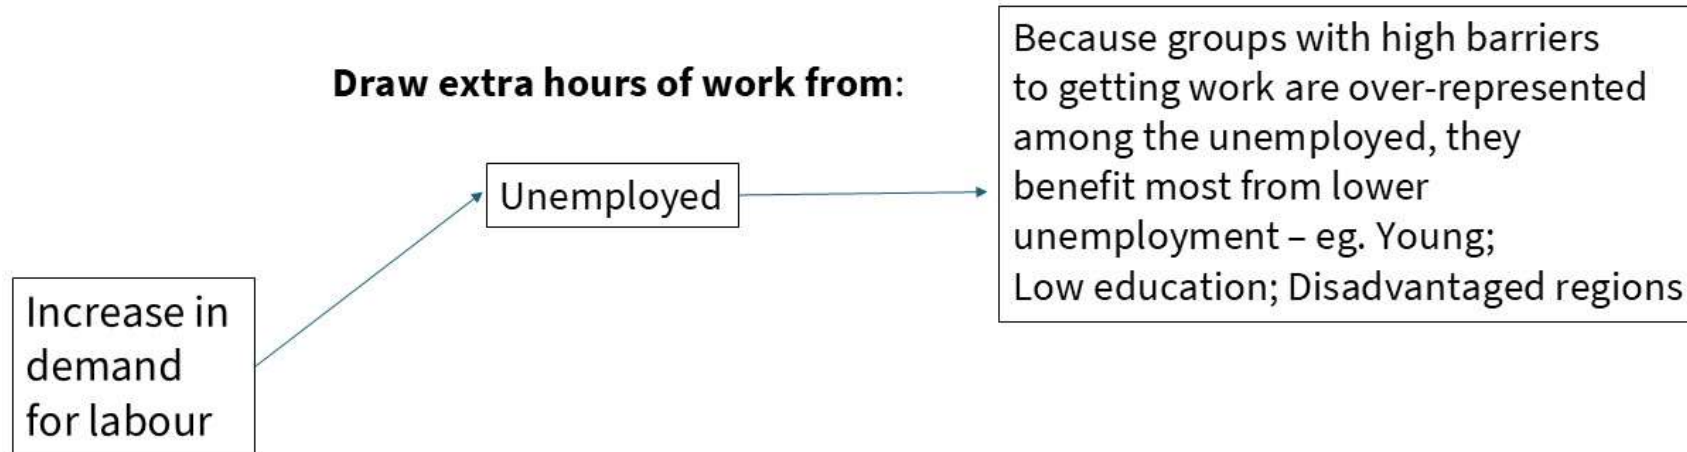 Draw extra hours of work from:
Unemployed
Increase in
demand
for labour
Because groups with high barriers
to getting work are over-represented
among the unemployed, they
benefit most from lower
unemployment – eg. Young;
Low education; Disadvantaged regions